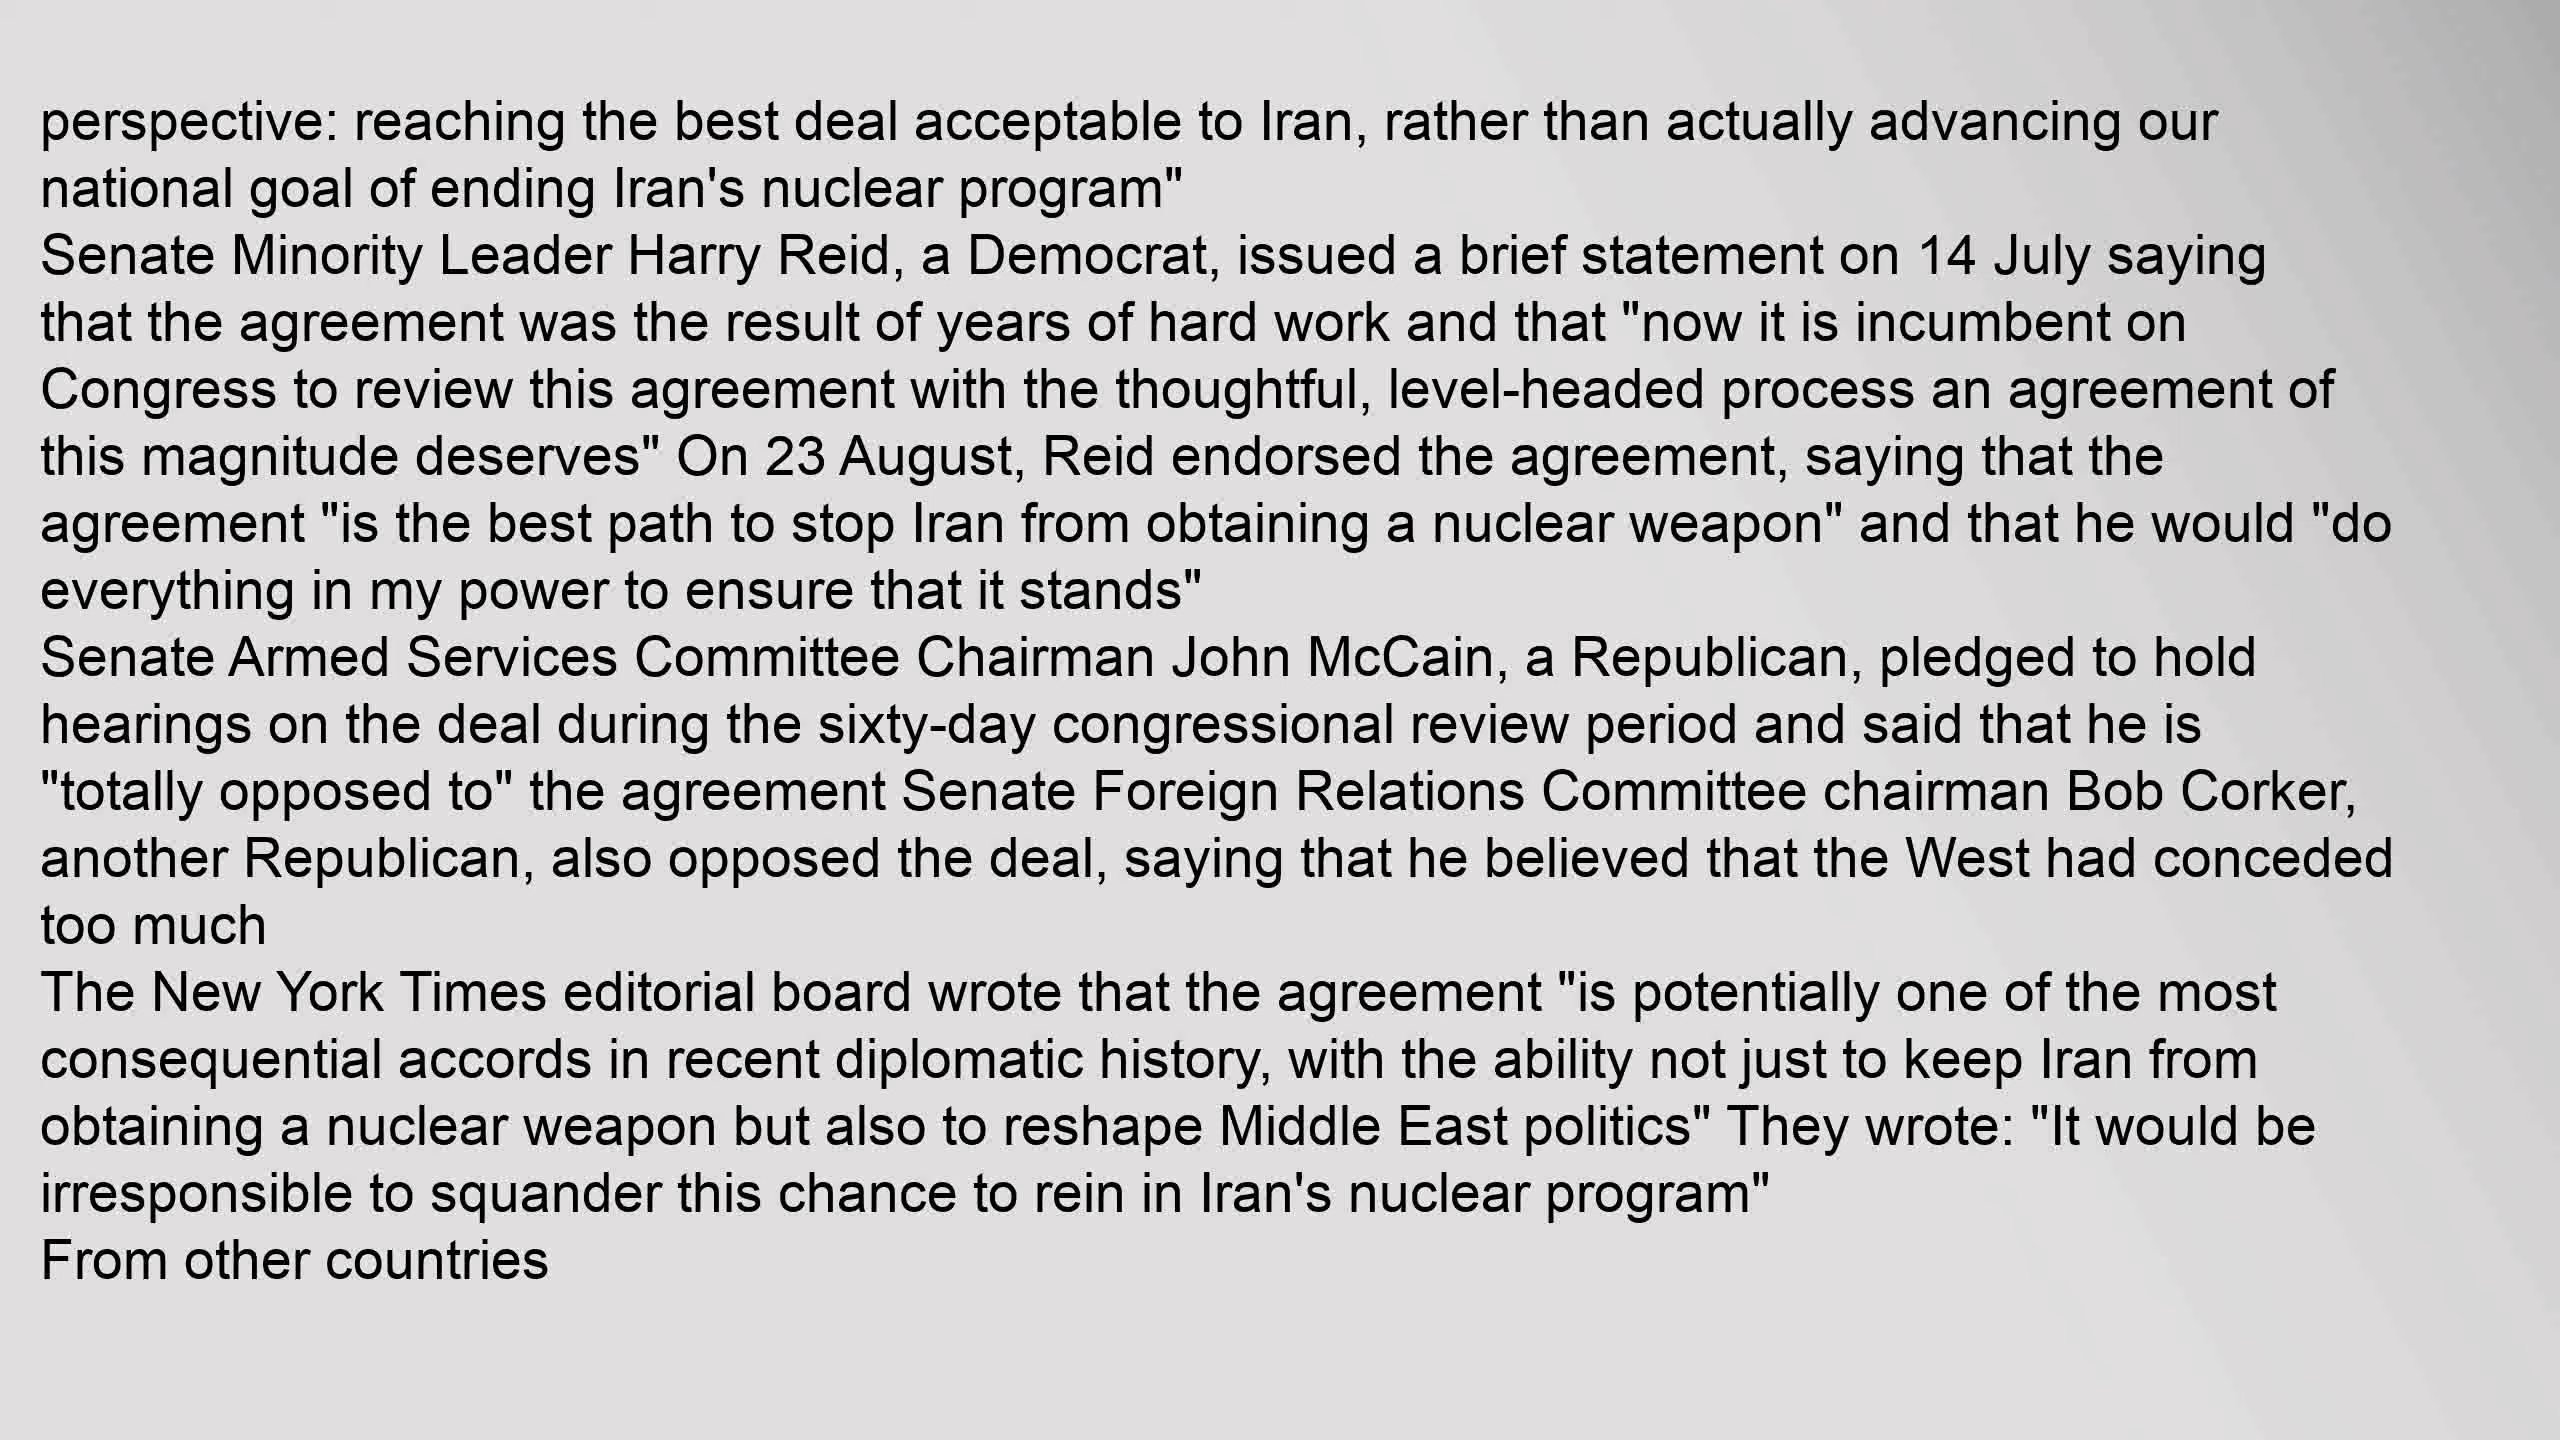 perspective: reaching the best deal acceptable to Iran, rather than actually advancing our
national goal of ending Iran's nuclear program"
Senate Minority Leader Harry Reid, a Democrat, issued a brief statement on 14 July saying
that the agreement was the result of years of hard work and that "now it is incumbent on
Congress to review this agreement with the thoughtful, level-headed process an agreement of
this magnitude deserves" On 23 August, Reid endorsed the agreement, saying that the
agreement "is the best path to stop Iran from obtaining a nuclear weapon" and that he would "do
everything in my power to ensure that it stands"
Senate Armed Services Committee Chairman John McCain, a Republican, pledged to hold
hearings on the deal during the sixty-day congressional review period and said that he is
"totally opposed to" the agreement Senate Foreign Relations Committee chairman Bob Corker,
another Republican, also opposed the deal, saying that he believed that the West had conceded
too much
The New York Times editorial board wrote that the agreement "is potentially one of the most
consequential accords in recent diplomatic history, with the ability not just to keep Iran from
obtaining a nuclear weapon but also to reshape Middle East politics" They wrote: "It would be
irresponsible to squander this chance to rein in Iran's nuclear program"
From other countries